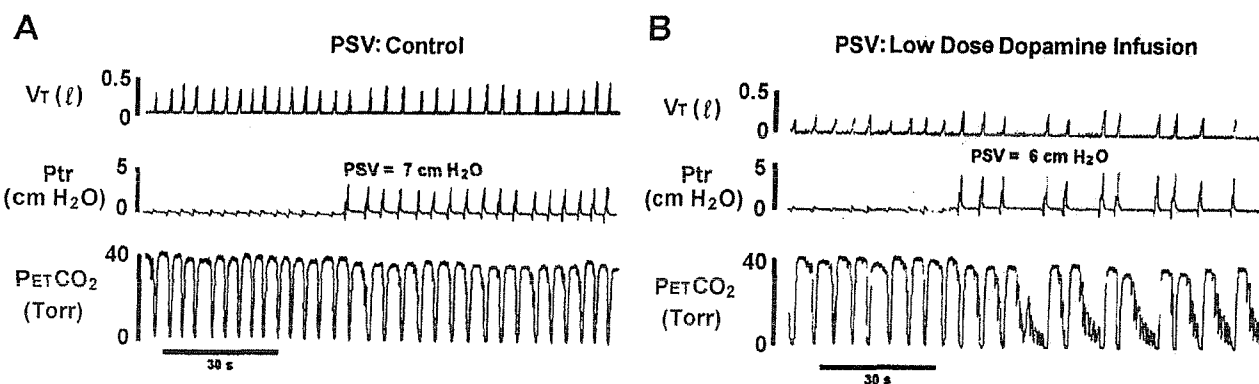 A
PSV: Control
VT (ℓ)
0.5
0
Ptr
(cm H₂O)
5
0
PSV = 7 cm H₂O
PETCO₂
(Torr)
40
0
30 s
B
PSV: Low Dose Dopamine Infusion
VT (ℓ)
0.5
0
Ptr
(cm H₂O)
5
0
PSV = 6 cm H₂O
PETCO₂
(Torr)
40
0
30 s